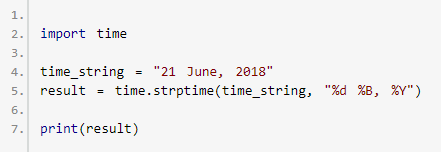 1.
2. import time
3.
4. time_string = "21 June, 2018"
5. result = time.strptime(time_string, "%d %B, %Y")
6.
7. print(result)